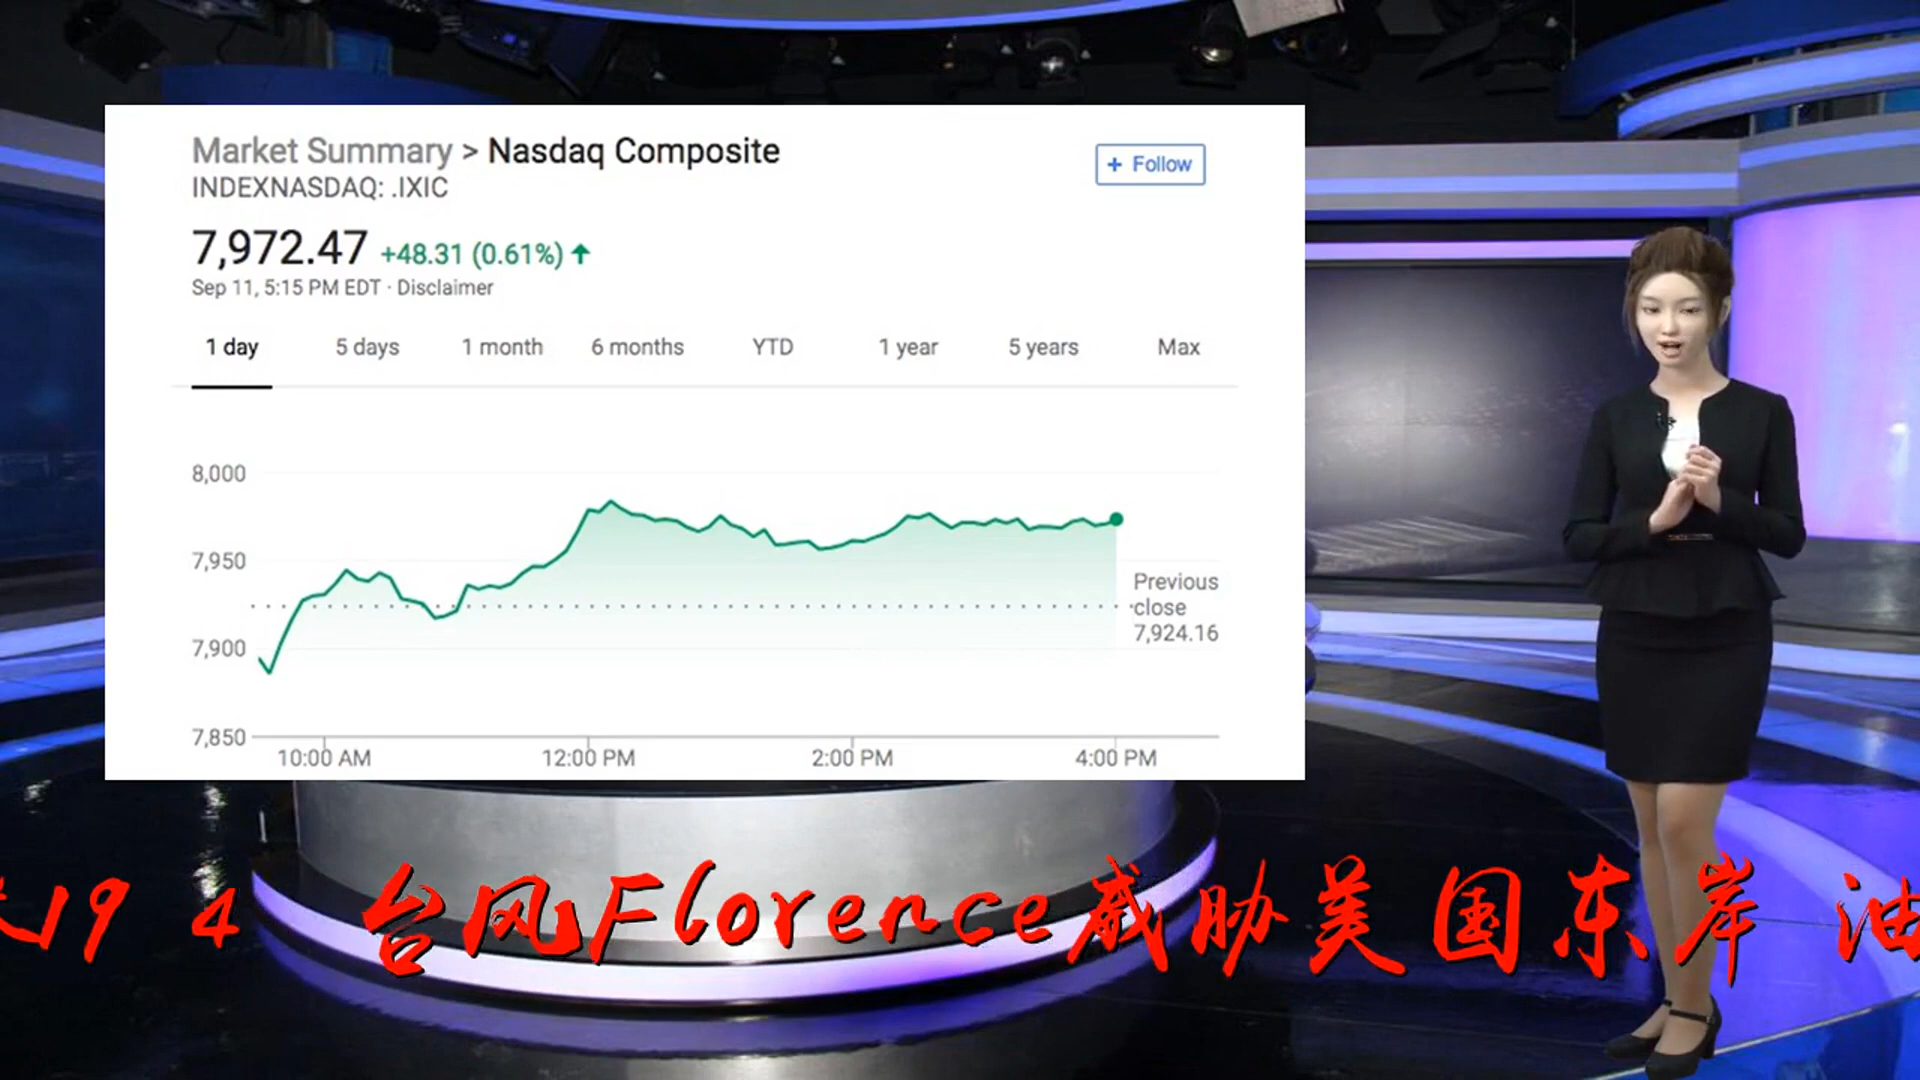 Market Summary > Nasdaq Composite
+ Follow
INDEXNASDAQ: .IXIC
7,972.47 +48.31 (0.61%) ↑
Sep 11, 5:15 PM EDT · Disclaimer
1 day 5 days 1 month 6 months YTD 1 year 5 years Max
8,000
7,950
7,900
7,850
Previous
close
7,924.16
10:00 AM 12:00 PM 2:00 PM 4:00 PM
19 4 台风Florence威胁美国东岸 油